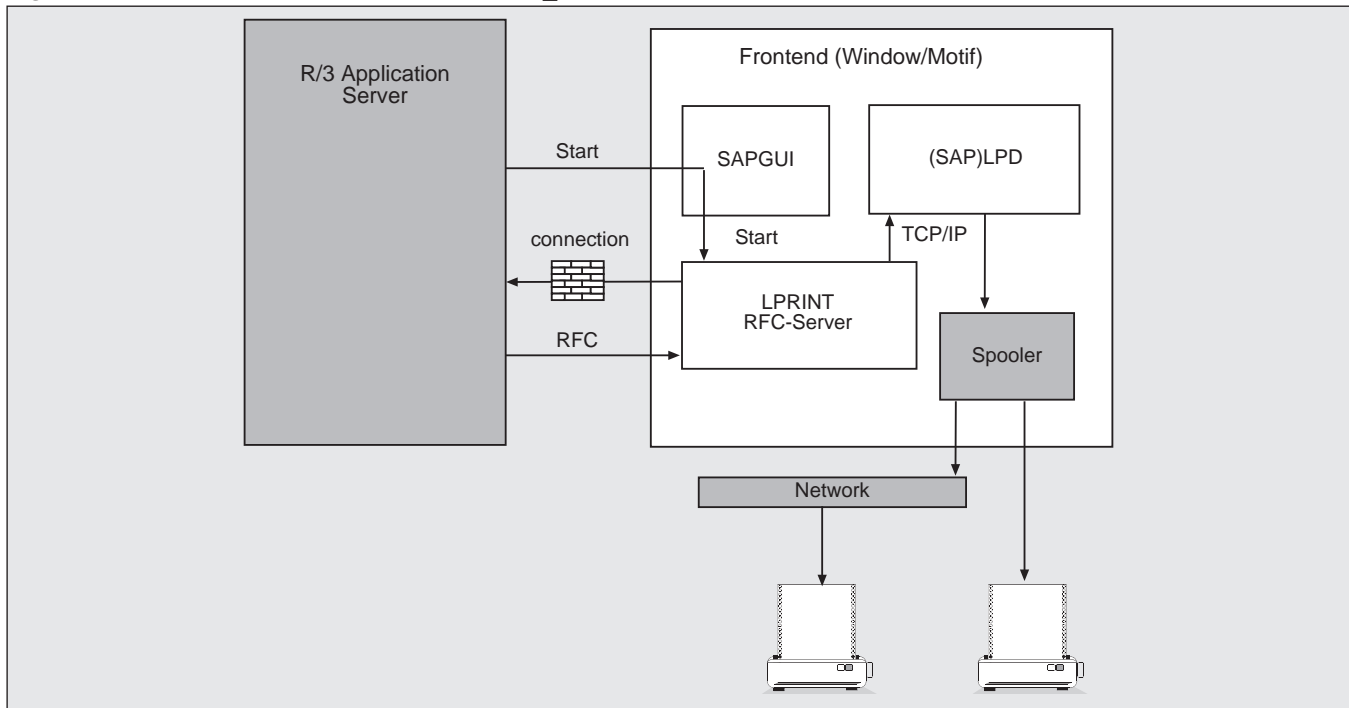 Frontend (Window/Motif)
R/3 Application
Server
SAPGUI
(SAP)LPD
Start
Start
TCP/IP
connection
LPRINT
RFC-Server
RFC
Spooler
Network